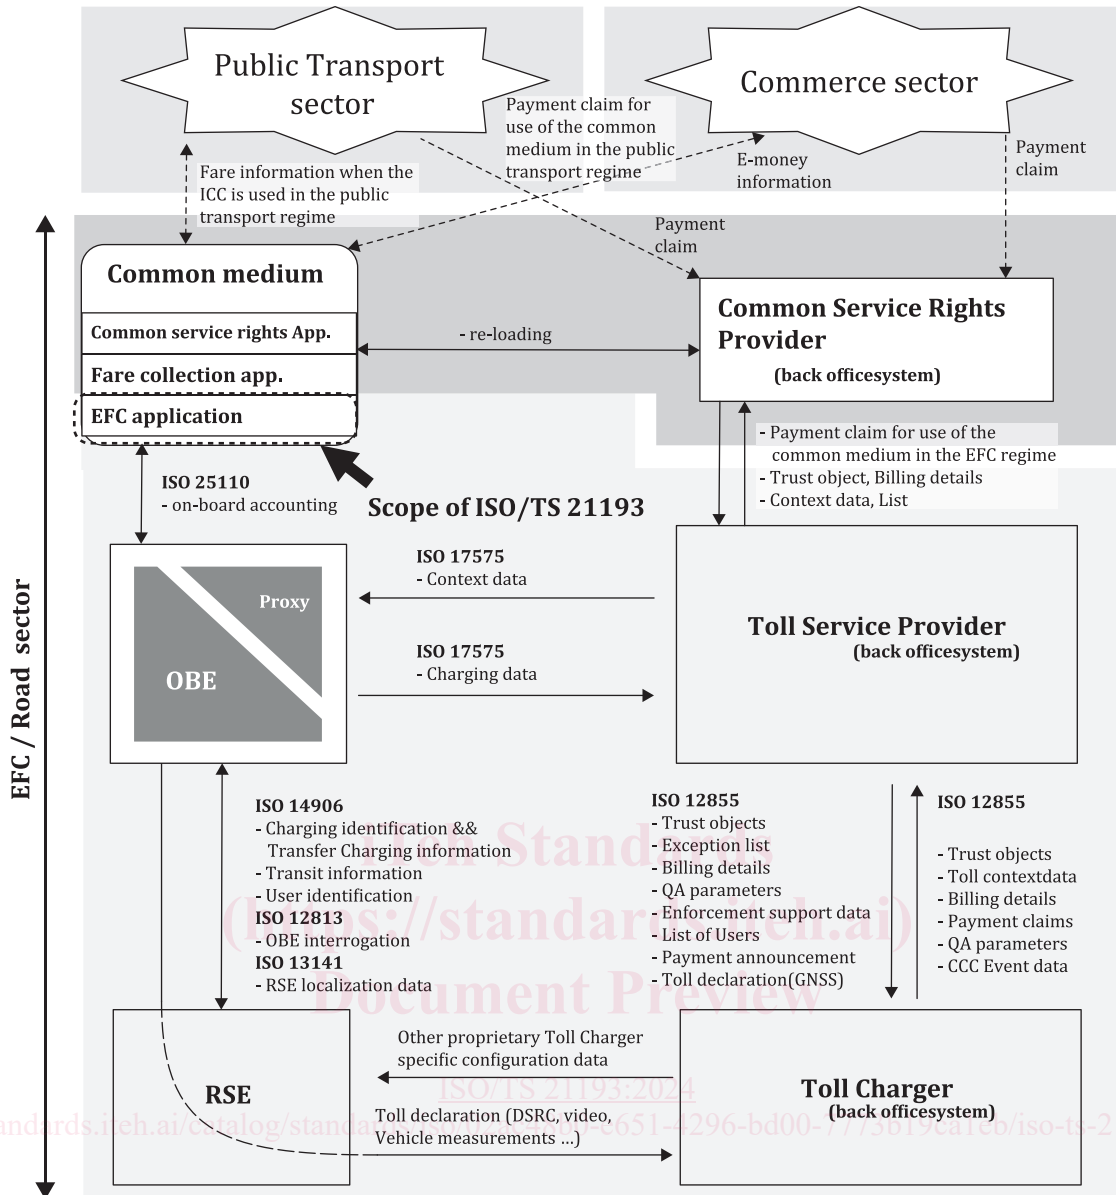 Public Transport
sector
Commerce sector
Payment claim for
use of the common
medium in the public
transport regime
E-money
information
Payment
claim
Fare information when the
ICC is used in the public
transport regime
Payment
claim
Common medium
Common service rights App.
Fare collection app.
EFC application
- re-loading
Common Service Rights
Provider
(back officesystem)
- Payment claim for use of the
common medium in the EFC regime
- Trust object, Billing details
- Context data, List
ISO 25110
- on-board accounting
Scope of ISO/TS 21193
EFC / Road sector
ISO 17575
- Context data
Proxy
OBE
ISO 17575
- Charging data
Toll Service Provider
(back officesystem)
ISO 14906
- Charging identification &&
Transfer Charging information
- Transit information
- User identification
ISO 12813
- OBE interrogation
ISO 13141
- RSE localization data
ISO 12855
- Trust objects
- Exception list
- Billing details
- QA parameters
- Enforcement support data
- List of Users
- Payment announcement
- Toll declaration(GNSS)
ISO 12855
- Trust objects
- Toll contextdata
- Billing details
- Payment claims
- QA parameters
- CCC Event data
iTeh Standards
(https://standards.iteh.ai)
Document Preview
RSE
Other proprietary Toll Charger
specific configuration data
ISO/TS 21193:2024
Toll declaration (DSRC, video,
Vehicle measurements ...)
Toll Charger
(back officesystem)